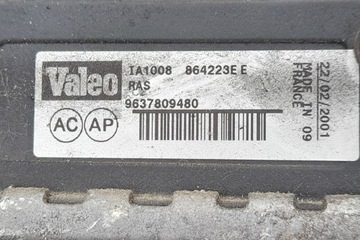 Valeo
IA1008 864223E E
RAS
9637809480
AC AP
22/02/2001
MADE IN 09
FRANCE